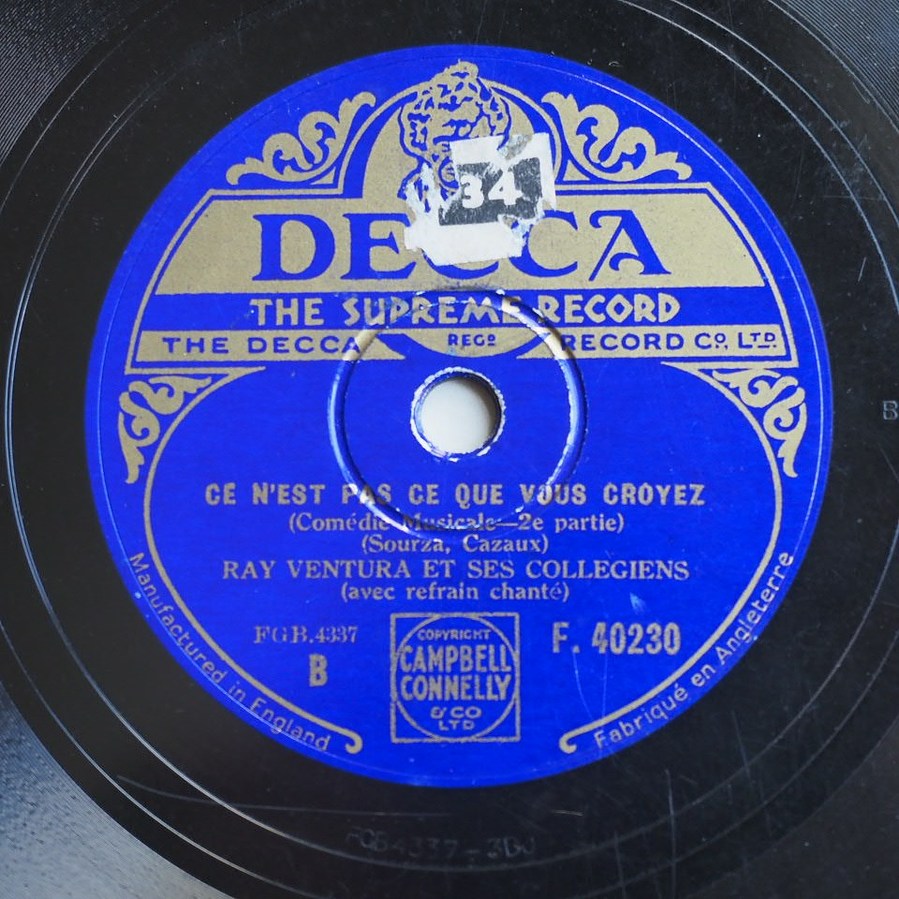 34
DECCA
THE SUPREME RECORD
THE DECCA REGD RECORD CO. LTD.
CE N'EST PAS CE QUE VOUS CROYEZ
(Comédie Musicale—2e partie)
(Sourza, Cazaux)
RAY VENTURA ET SES COLLEGIENS
(avec refrain chanté)
FGB.4337
B
COPYRIGHT
CAMPBELL
CONNELLY
& CO
LTD
F. 40230
Manufactured in England
Fabriqué en Angleterre
B